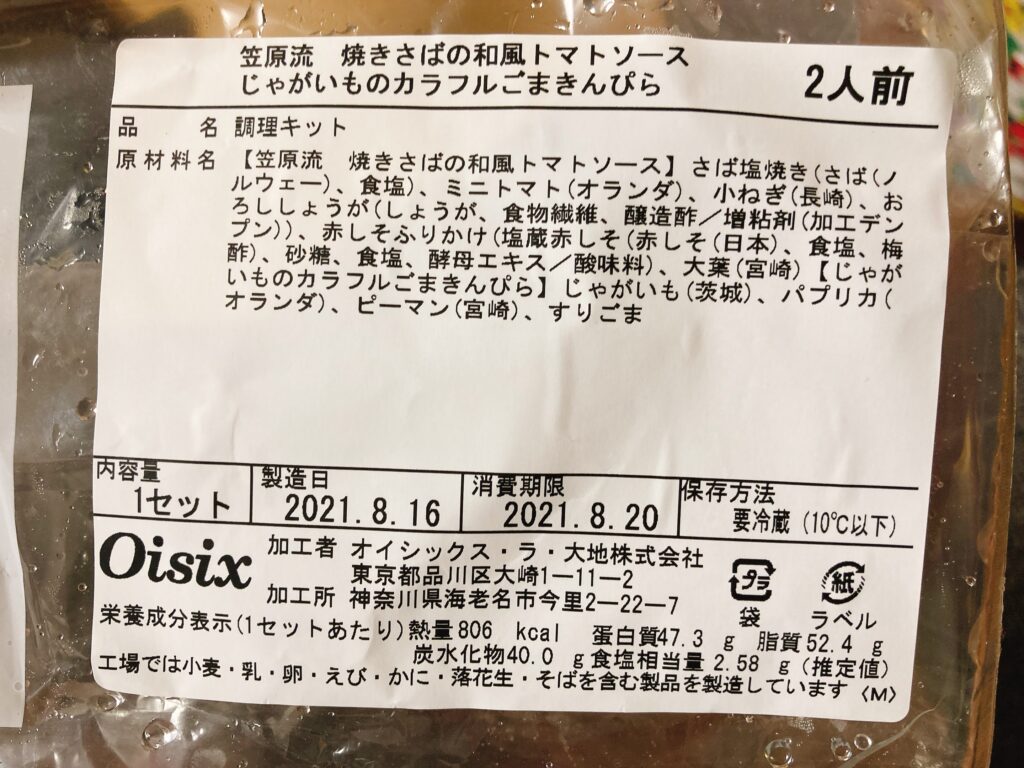 笠原流 焼きさばの和風トマトソース
じゃがいものカラフルごまきんぴら
2人前
品名 調理キット
原材料名 【笠原流 焼きさばの和風トマトソース】さば塩焼き(さば(ノ
ルウェー)、食塩)、ミニトマト(オランダ)、小ねぎ(長崎)、お
ろししょうが(しょうが、食物繊維、醸造酢/増粘剤(加工デン
プン))、赤しそふりかけ(塩蔵赤しそ(赤しそ(日本)、食塩、梅
酢)、砂糖、食塩、酵母エキス/酸味料)、大葉(宮崎)【じゃが
いものカラフルごまきんぴら】じゃがいも(茨城)、パプリカ(
オランダ)、ピーマン(宮崎)、すりごま
内容量
1セット
製造日
2021.8.16
消費期限
2021.8.20
保存方法
要冷蔵(10℃以下)
Oisix
加工者 オイシックス・ラ・大地株式会社
東京都品川区大崎1ー11ー2
加工所 神奈川県海老名市今里2ー22ー7
プラ
袋
紙
ラベル
栄養成分表示(1セットあたり)熱量806 kcal 蛋白質47.3 g 脂質52.4 g
炭水化物40.0 g 食塩相当量 2.58 g(推定値)
工場では小麦・乳・卵・えび・かに・落花生・そばを含む製品を製造しています 〈M〉